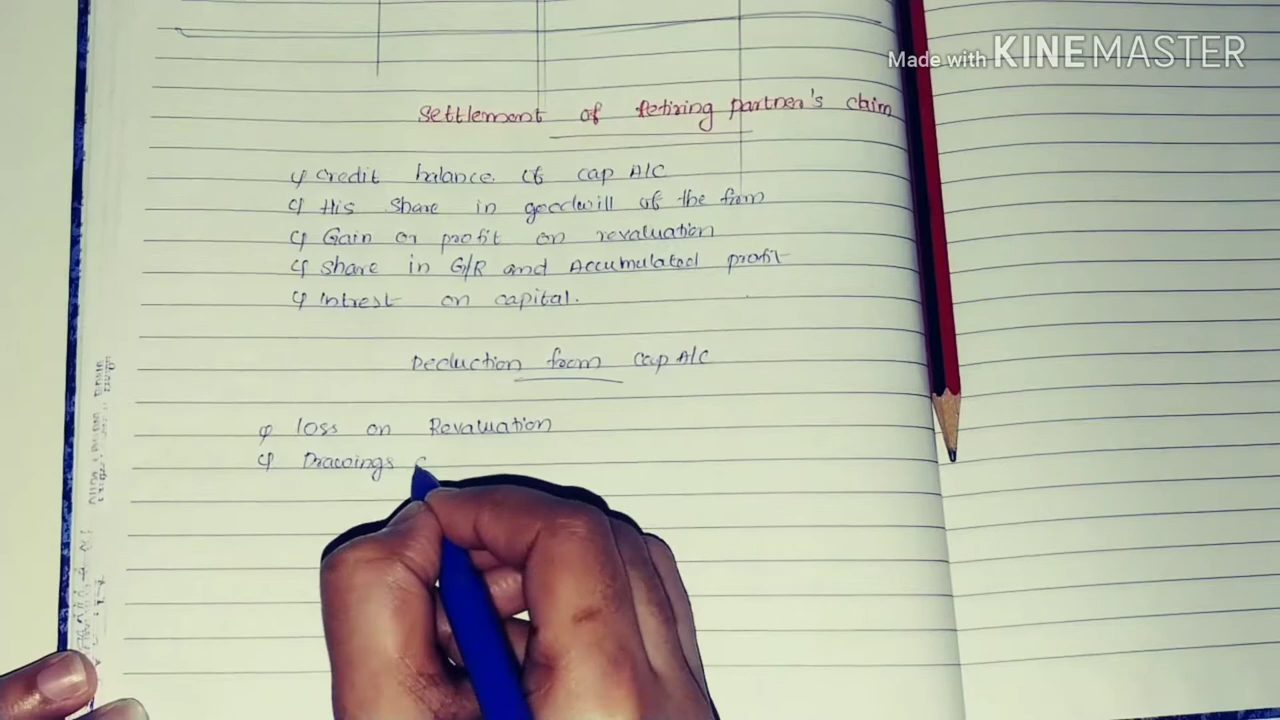 Made with KINEMASTER
Settlement of Retiring partner's claim
Credit balance of cap A/C
His share in goodwill of the firm
Gain or profit on revaluation
Share in G/R and Accumulated profit
Intrest on capital.
Deduction from cap A/C
loss on Revaluation
Drawings